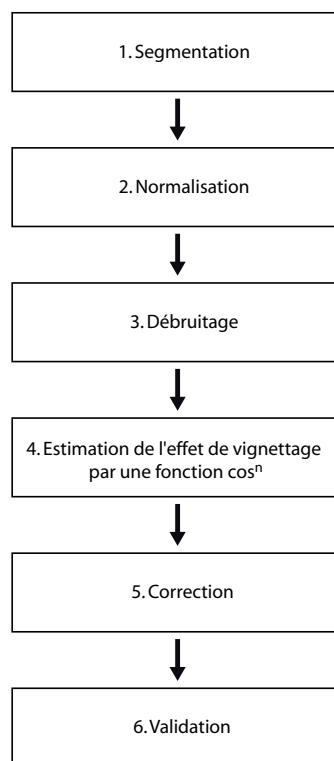 1. Segmentation
2. Normalisation
3. Débruitage
4. Estimation de l'effet de vignettage
par une fonction cosⁿ
5. Correction
6. Validation